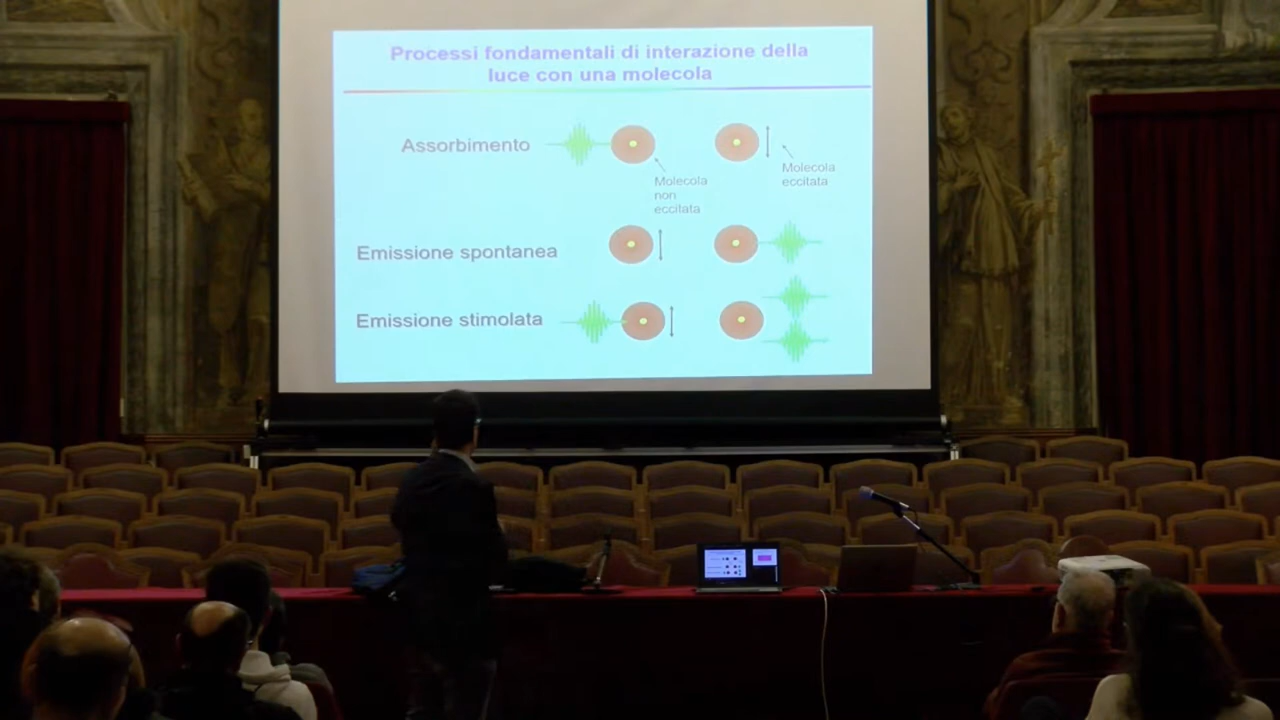 Processi fondamentali di interazione della
luce con una molecola
Assorbimento
Molecola
non
eccitata
Molecola
eccitata
Emissione spontanea
Emissione stimolata